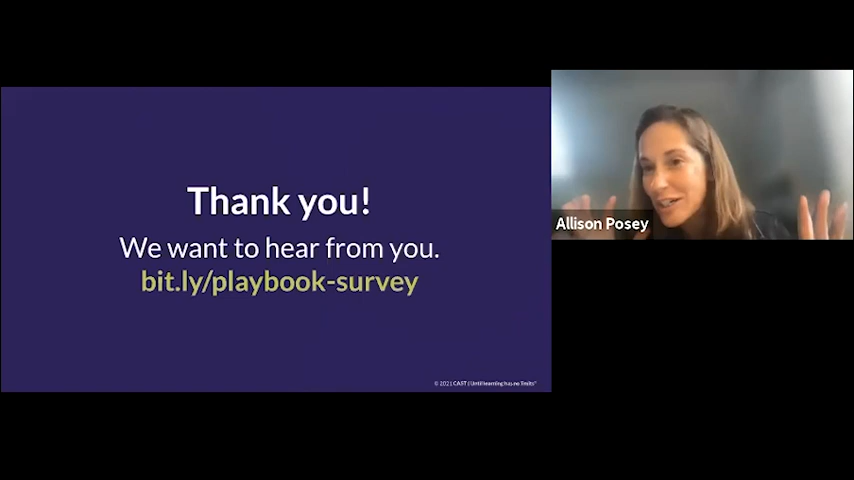 Thank you!
We want to hear from you.
bit.ly/playbook-survey
Allison Posey
© 2021 CAST | Until learning has no limits®